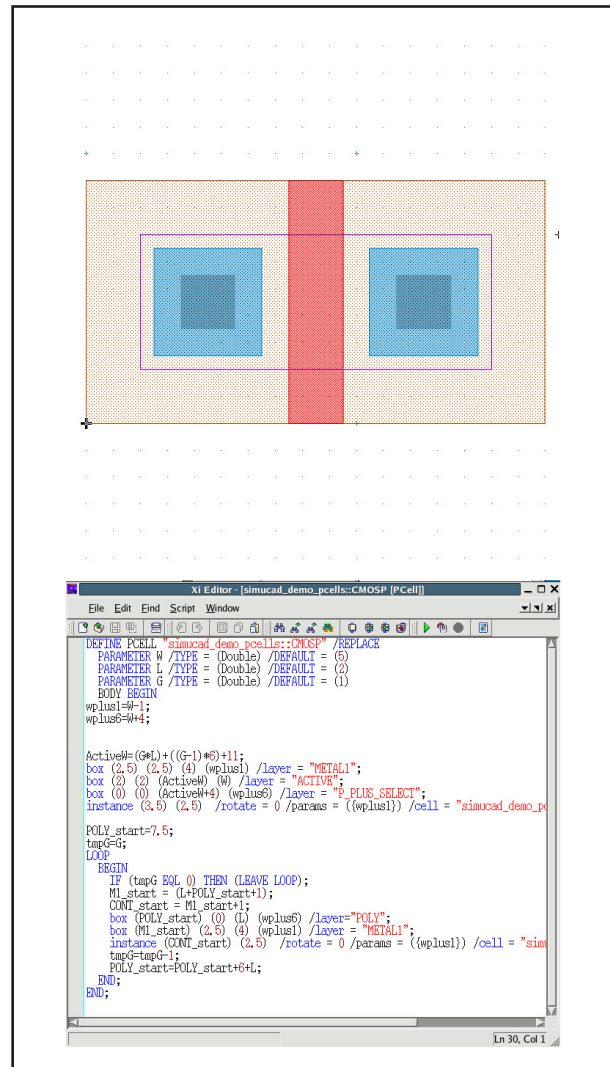 Xi Editor - [simucad_demo_pcells::CMOSP [PCell]]
File Edit Find Script Window
DEFINE PCELL "simucad_demo_pcells::CMOSP" /REPLACE
PARAMETER W /TYPE = (Double) /DEFAULT = (5)
PARAMETER L /TYPE = (Double) /DEFAULT = (2)
PARAMETER G /TYPE = (Double) /DEFAULT = (1)
BODY BEGIN
wplus1=W-1;
wplus6=W+4;
ActiveW=(G*L)+((G-1)*6)+11;
box (2.5) (2.5) (4) (wplus1) /layer = "METAL1";
box (2) (2) (ActiveW) (W) /layer = "ACTIVE";
box (0) (0) (ActiveW+4) (wplus6) /layer = "P_PLUS_SELECT";
instance (3.5) (2.5) /rotate = 0 /params = ({wplus1}) /cell = "simucad_demo_pc
POLY_start=7.5;
tmpG=G;
LOOP
BEGIN
IF (tmpG EQL 0) THEN (LEAVE LOOP);
M1_start = (L+POLY_start+1);
CONT_start = M1_start+1;
box (POLY_start) (0) (L) (wplus6) /layer="POLY";
box (M1_start) (2.5) (4) (wplus1) /layer = "METAL1";
instance (CONT_start) (2.5) /rotate = 0 /params = ({wplus1}) /cell = "simu
tmpG=tmpG-1;
POLY_start=POLY_start+6+L;
END;
END;
Ln 30, Col 1